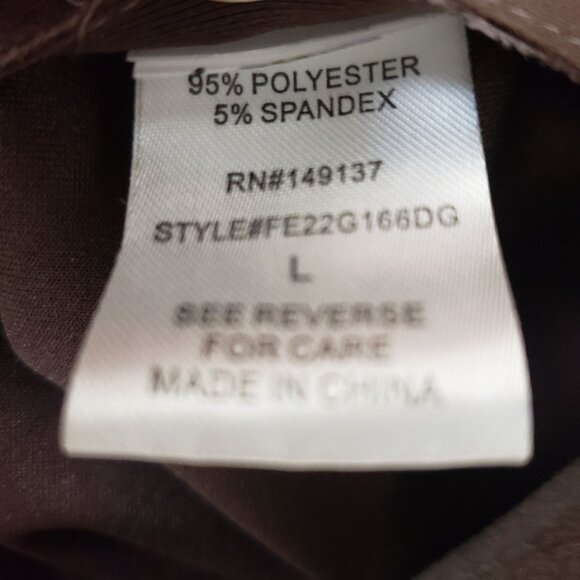 95% POLYESTER
5% SPANDEX
RN#149137
STYLE#FE22G166DG
L
SEE REVERSE
FOR CARE
MADE IN CHINA